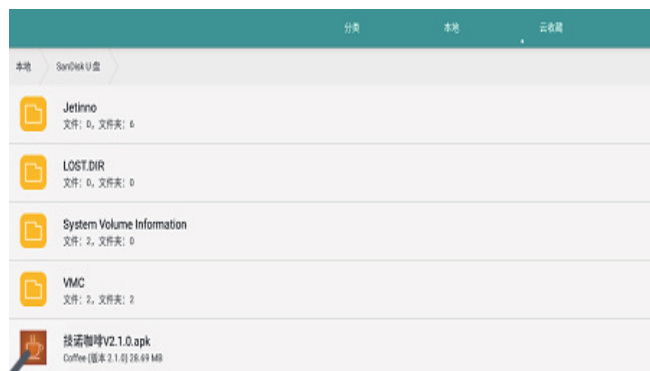 分类 本地 云收藏
本地 SanDisk U 盘
Jetinno
文件: 0, 文件夹: 6
LOST.DIR
文件: 0, 文件夹: 0
System Volume Information
文件: 2, 文件夹: 0
VMC
文件: 2, 文件夹: 2
技诺咖啡V2.1.0.apk
Coffee (版本 2.1.0) 28.69 MB